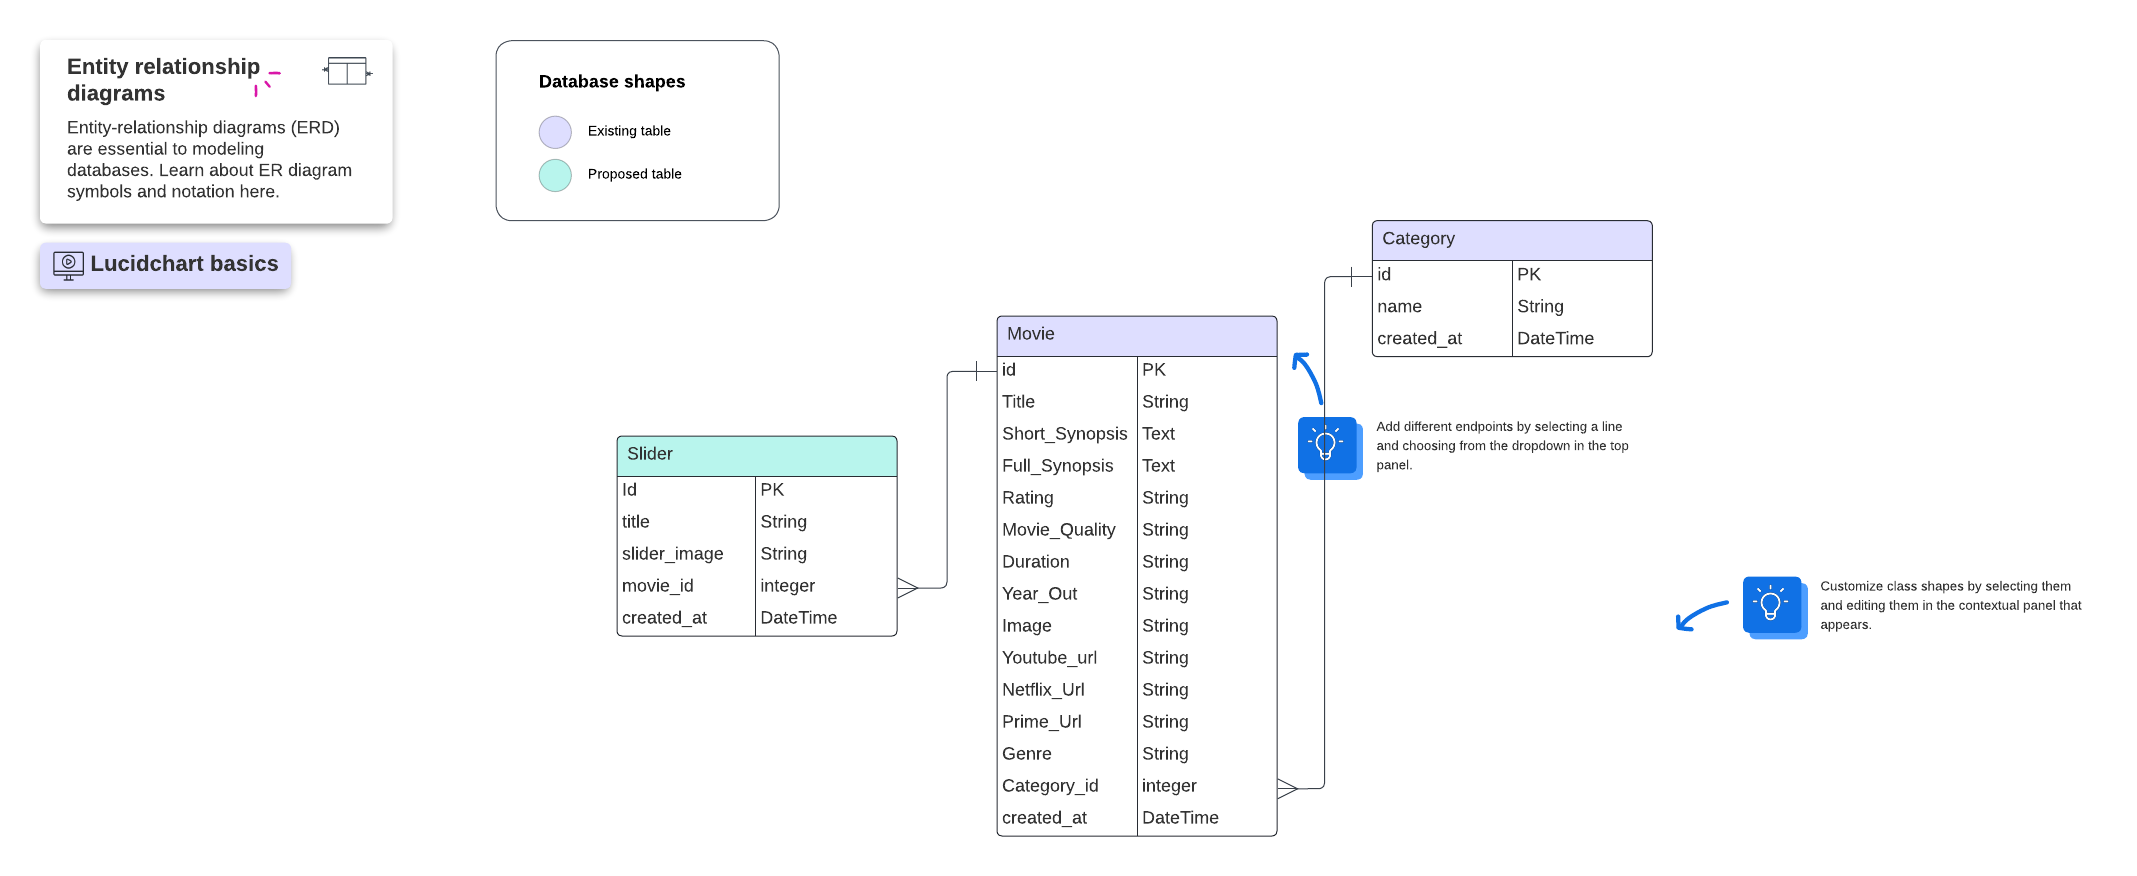 Entity relationship
diagrams
Entity-relationship diagrams (ERD)
are essential to modeling
databases. Learn about ER diagram
symbols and notation here.
Lucidchart basics
Database shapes
Existing table
Proposed table
Slider
Id PK
title String
slider_image String
movie_id integer
created_at DateTime
Movie
id PK
Title String
Short_Synopsis Text
Full_Synopsis Text
Rating String
Movie_Quality String
Duration String
Year_Out String
Image String
Youtube_url String
Netflix_Url String
Prime_Url String
Genre String
Category_id integer
created_at DateTime
Category
id PK
name String
created_at DateTime
Add different endpoints by selecting a line
and choosing from the dropdown in the top
panel.
Customize class shapes by selecting them
and editing them in the contextual panel that
appears.